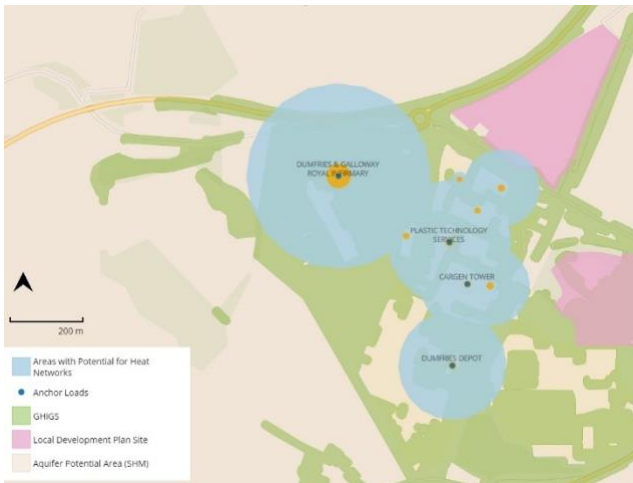 DUMFRIES & GALLOWAY
ROYAL INFIRMARY
PLASTIC TECHNOLOGY
SERVICES
CARGEN TOWER
DUMFRIES DEPOT
200 m
Areas with Potential for Heat
Networks
Anchor Loads
GHIGS
Local Development Plan Site
Aquifer Potential Area (SHM)